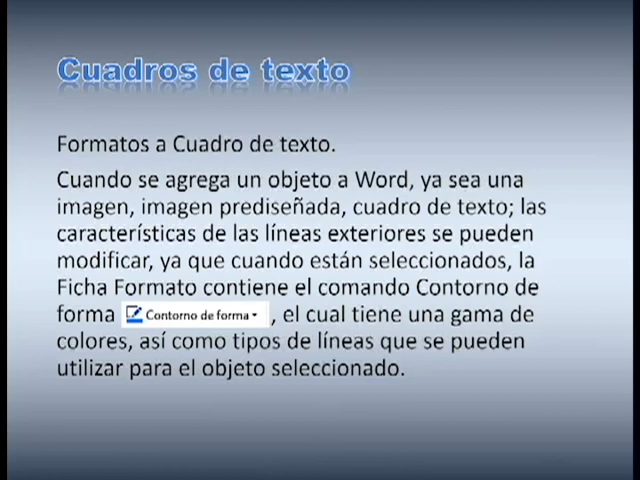 Cuadros de texto
Formatos a Cuadro de texto.
Cuando se agrega un objeto a Word, ya sea una
imagen, imagen prediseñada, cuadro de texto; las
características de las líneas exteriores se pueden
modificar, ya que cuando están seleccionados, la
Ficha Formato contiene el comando Contorno de
forma Contorno de forma , el cual tiene una gama de
colores, así como tipos de líneas que se pueden
utilizar para el objeto seleccionado.